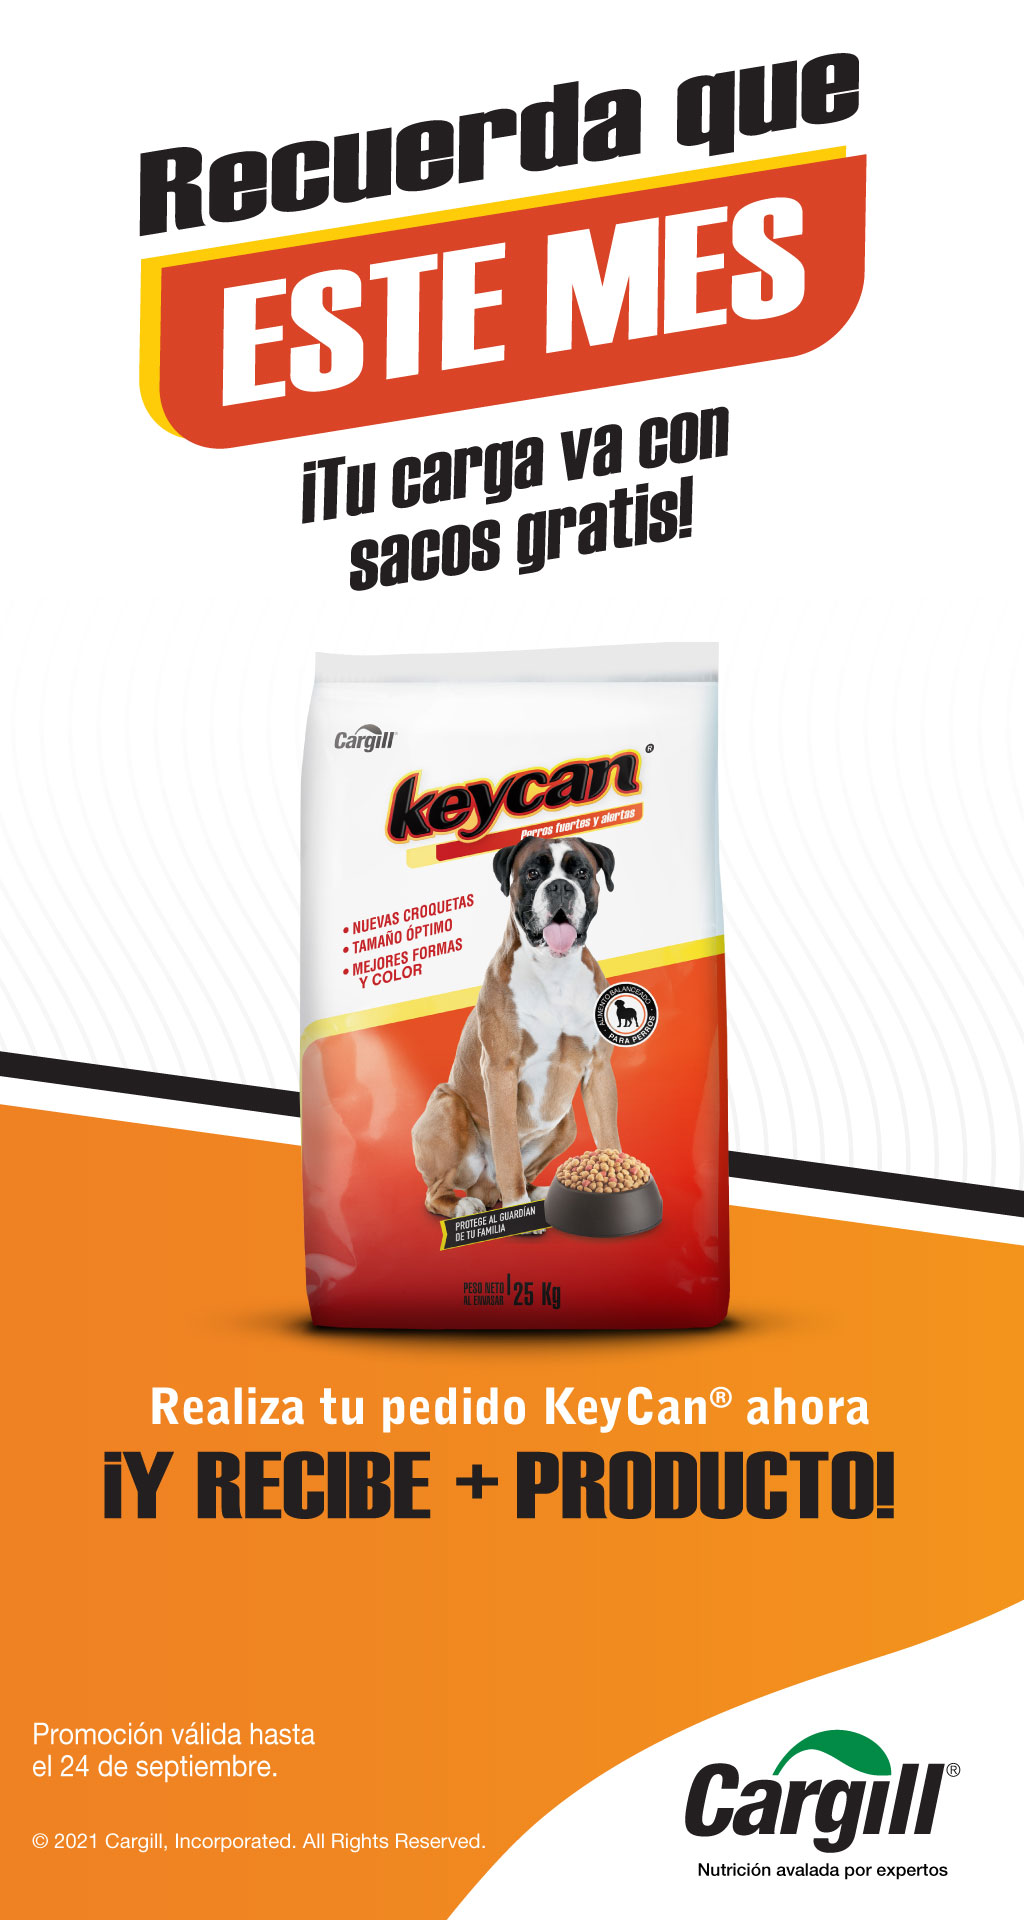 Recuerda que
ESTE MES
¡Tu carga va con
sacos gratis!
Cargill
keycan®
Perros fuertes y alertas
• NUEVAS CROQUETAS
• TAMAÑO ÓPTIMO
• MEJORES FORMAS
Y COLOR
ALIMENTO BALANCEADO
• PARA PERROS •
PROTEGE AL GUARDÍAN
DE TU FAMILIA
PESO NETO
AL ENVASAR
25 Kg
Realiza tu pedido KeyCan® ahora
¡Y RECIBE + PRODUCTO!
Promoción válida hasta
el 24 de septiembre.
© 2021 Cargill, Incorporated. All Rights Reserved.
Cargill®
Nutrición avalada por expertos